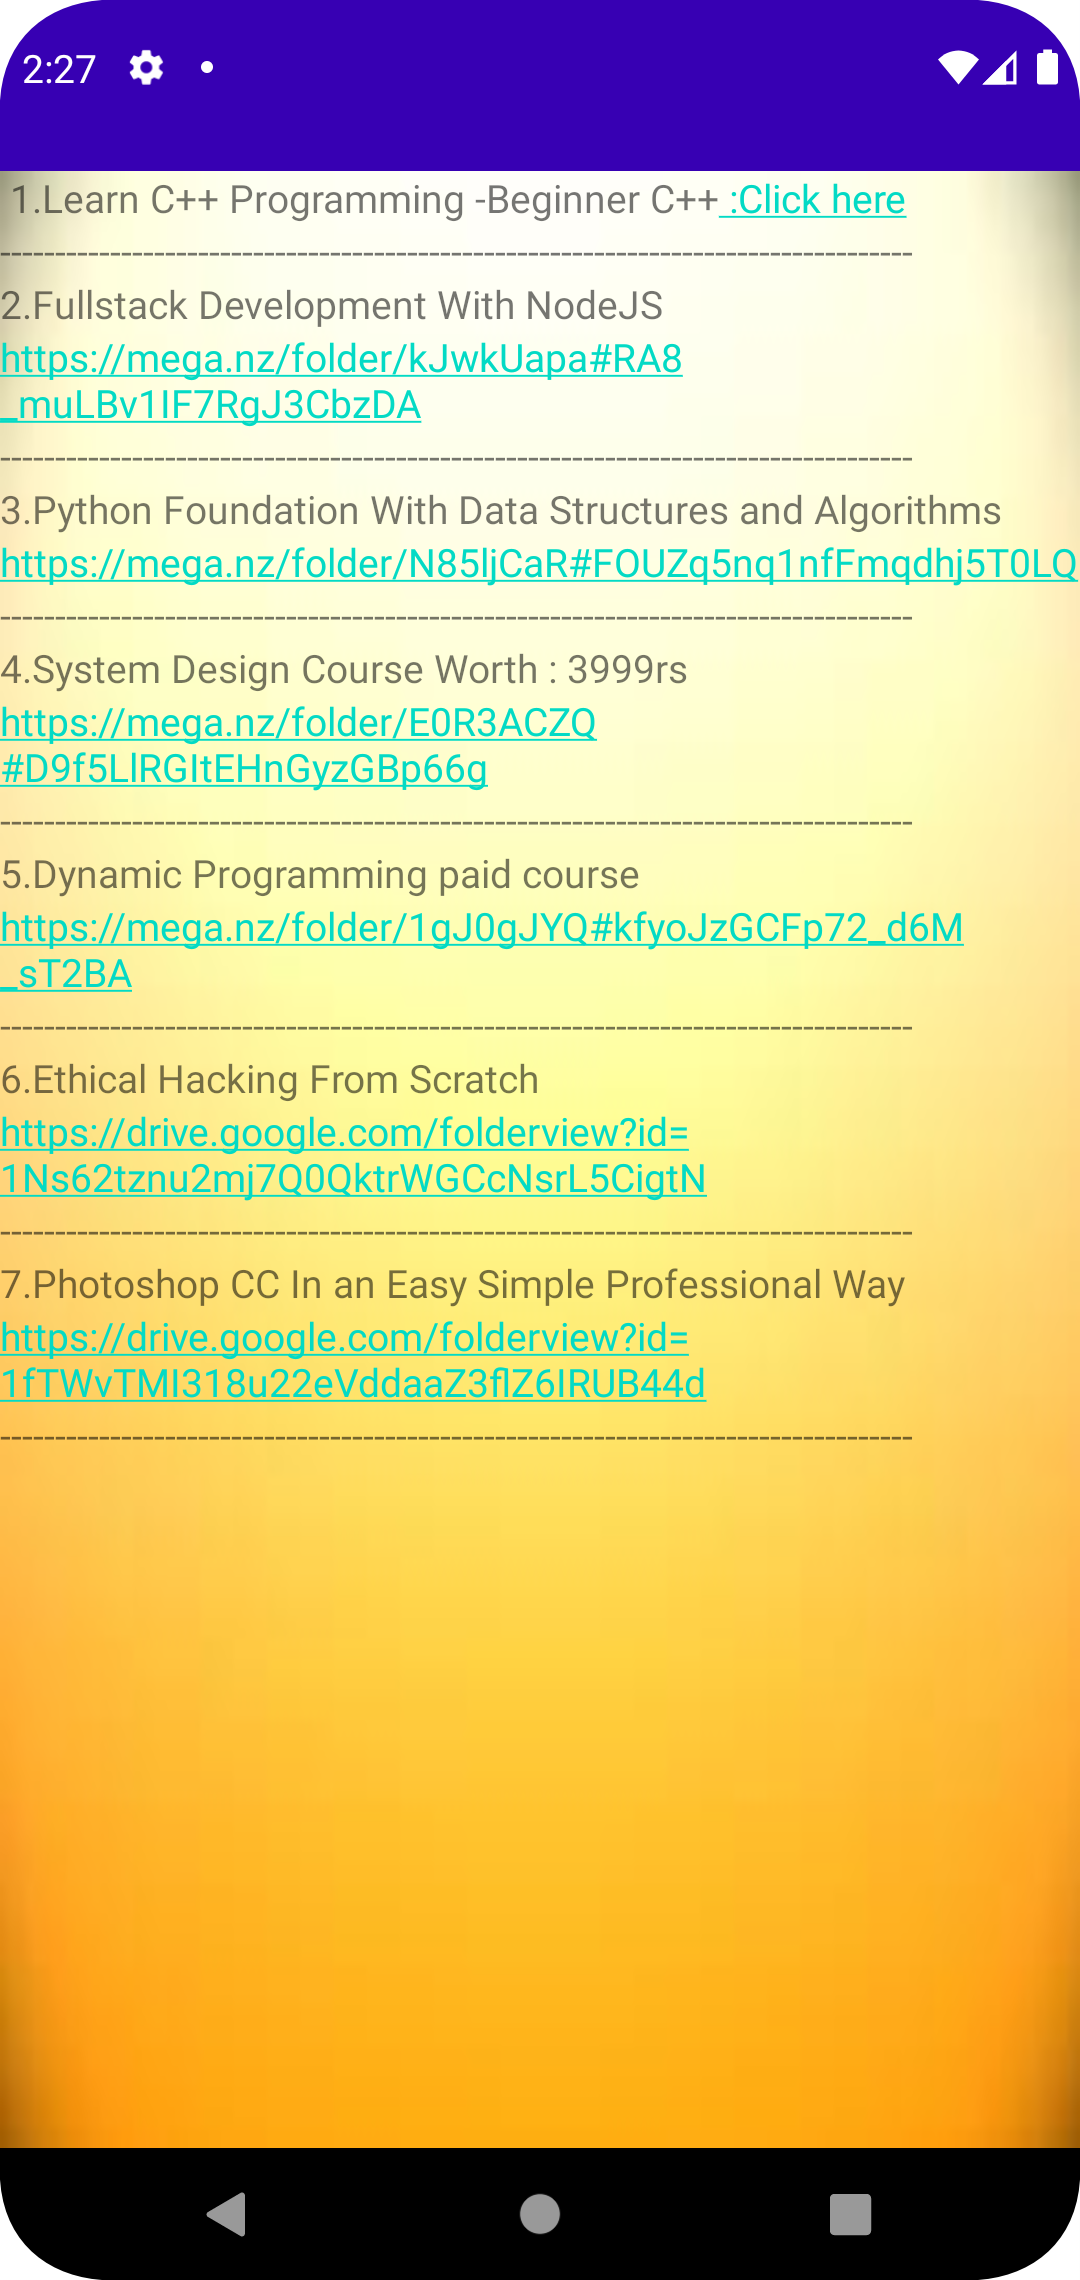 2:27
1.Learn C++ Programming -Beginner C++ :Click here
-----------------------------------------------------------------------------------
2.Fullstack Development With NodeJS
https://mega.nz/folder/kJwkUapa#RA8
_muLBv1IF7RgJ3CbzDA
-----------------------------------------------------------------------------------
3.Python Foundation With Data Structures and Algorithms
https://mega.nz/folder/N85ljCaR#FOUZq5nq1nfFmqdhj5T0LQ
-----------------------------------------------------------------------------------
4.System Design Course Worth : 3999rs
https://mega.nz/folder/E0R3ACZQ
#D9f5LlRGItEHnGyzGBp66g
-----------------------------------------------------------------------------------
5.Dynamic Programming paid course
https://mega.nz/folder/1gJ0gJYQ#kfyoJzGCFp72_d6M
_sT2BA
-----------------------------------------------------------------------------------
6.Ethical Hacking From Scratch
https://drive.google.com/folderview?id=
1Ns62tznu2mj7Q0QktrWGCcNsrL5CigtN
-----------------------------------------------------------------------------------
7.Photoshop CC In an Easy Simple Professional Way
https://drive.google.com/folderview?id=
1fTWvTMI318u22eVddaaZ3flZ6IRUB44d
-----------------------------------------------------------------------------------